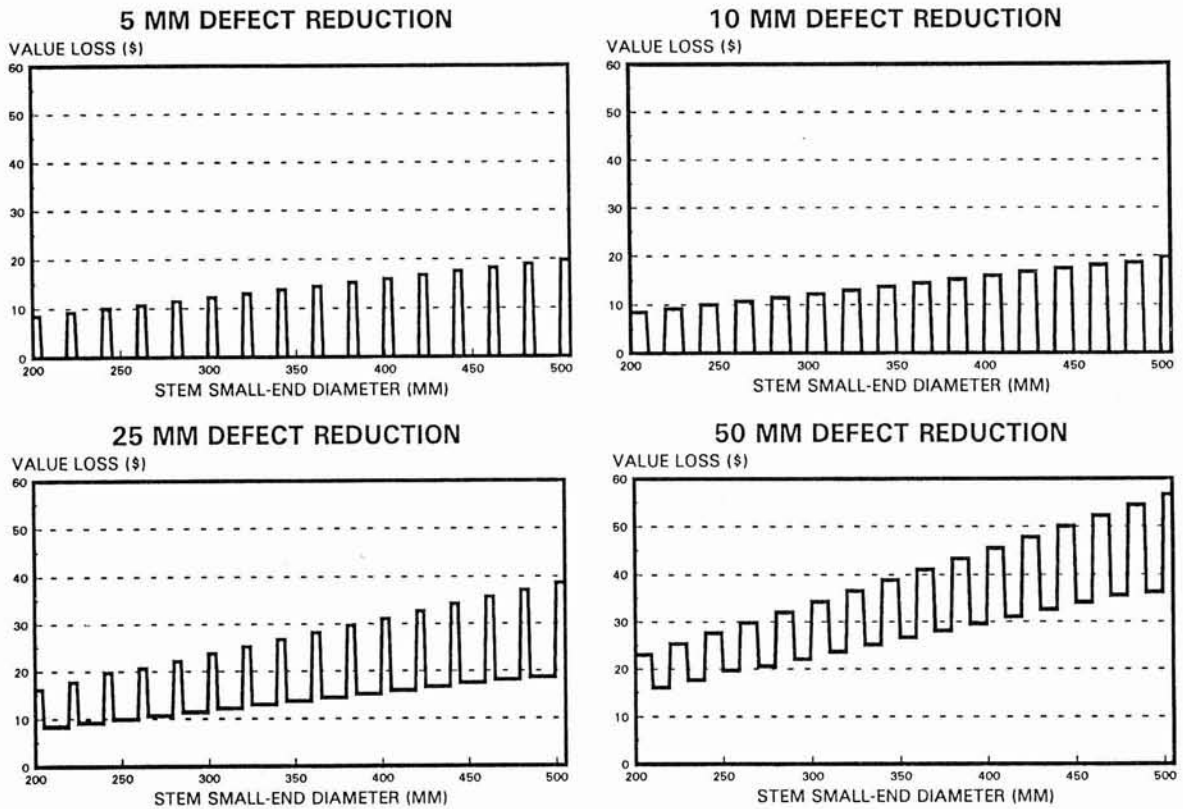 5 MM DEFECT REDUCTION
VALUE LOSS ($)
60
50
40
30
20
10
0
200 250 300 350 400 450 500
STEM SMALL-END DIAMETER (MM)
10 MM DEFECT REDUCTION
VALUE LOSS ($)
60
50
40
30
20
10
0
200 250 300 350 400 450 500
STEM SMALL-END DIAMETER (MM)
25 MM DEFECT REDUCTION
VALUE LOSS ($)
60
50
40
30
20
10
0
200 250 300 350 400 450 500
STEM SMALL-END DIAMETER (MM)
50 MM DEFECT REDUCTION
VALUE LOSS ($)
60
50
40
30
20
10
0
200 250 300 350 400 450 500
STEM SMALL-END DIAMETER (MM)